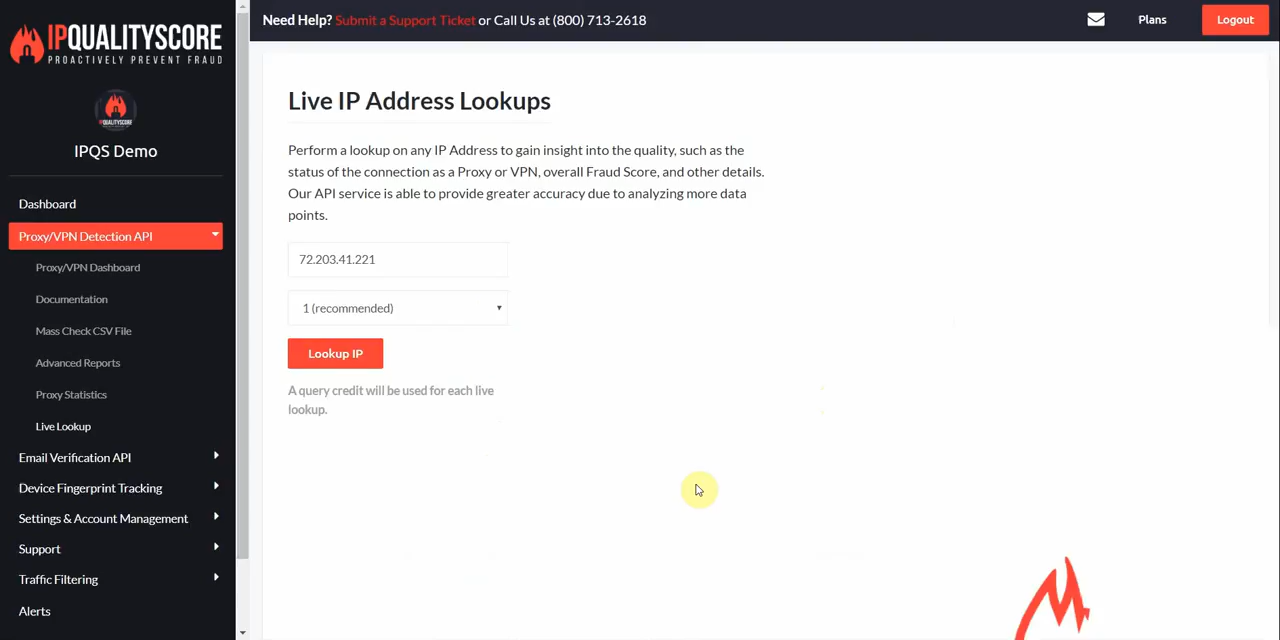 IPQUALITYSCORE
PROACTIVELY PREVENT FRAUD
IPQS Demo
Dashboard
Proxy/VPN Detection API
Proxy/VPN Dashboard
Documentation
Mass Check CSV File
Advanced Reports
Proxy Statistics
Live Lookup
Email Verification API
Device Fingerprint Tracking
Settings & Account Management
Support
Traffic Filtering
Alerts
Need Help? Submit a Support Ticket or Call Us at (800) 713-2618
Plans
Logout
Live IP Address Lookups
Perform a lookup on any IP Address to gain insight into the quality, such as the
status of the connection as a Proxy or VPN, overall Fraud Score, and other details.
Our API service is able to provide greater accuracy due to analyzing more data
points.
72.203.41.221
1 (recommended)
Lookup IP
A query credit will be used for each live
lookup.